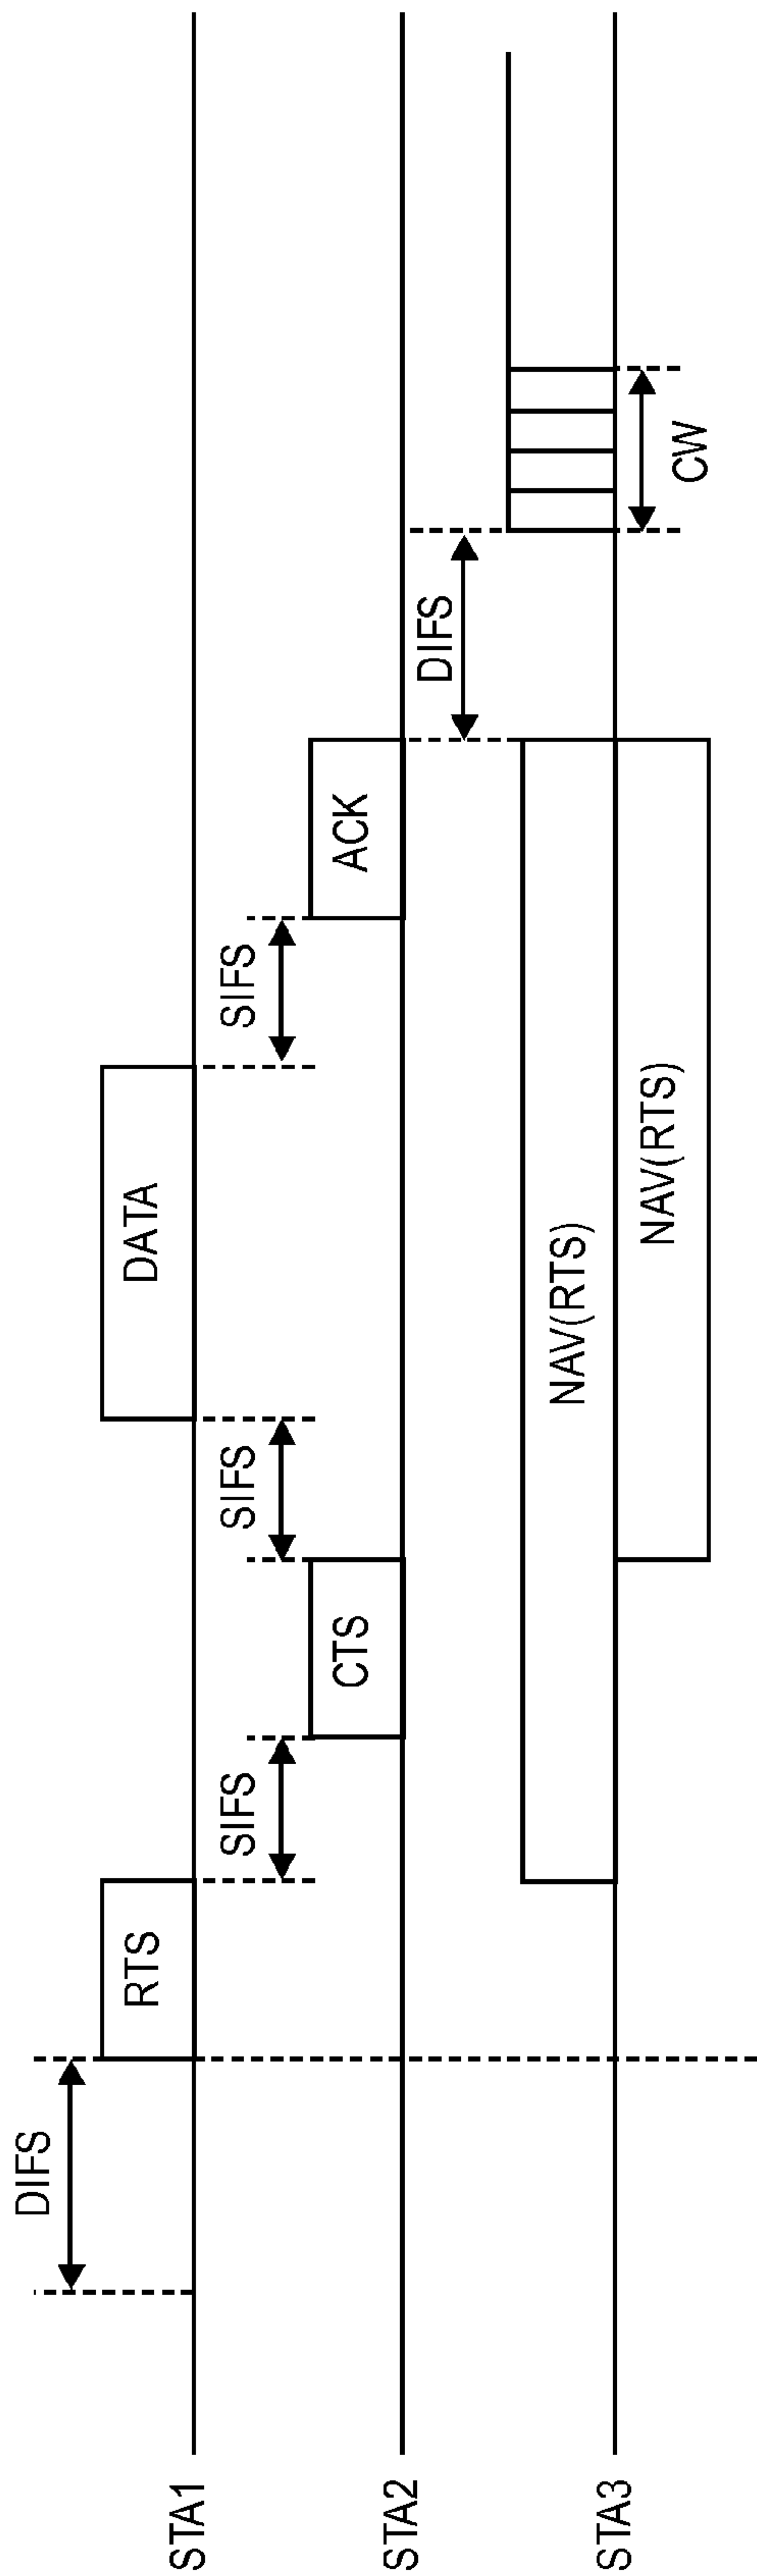 DIFS
RTS
DATA
STA1
SIFS
SIFS
SIFS
CTS
ACK
STA2
DIFS
NAV(RTS)
STA3
NAV(RTS)
CW